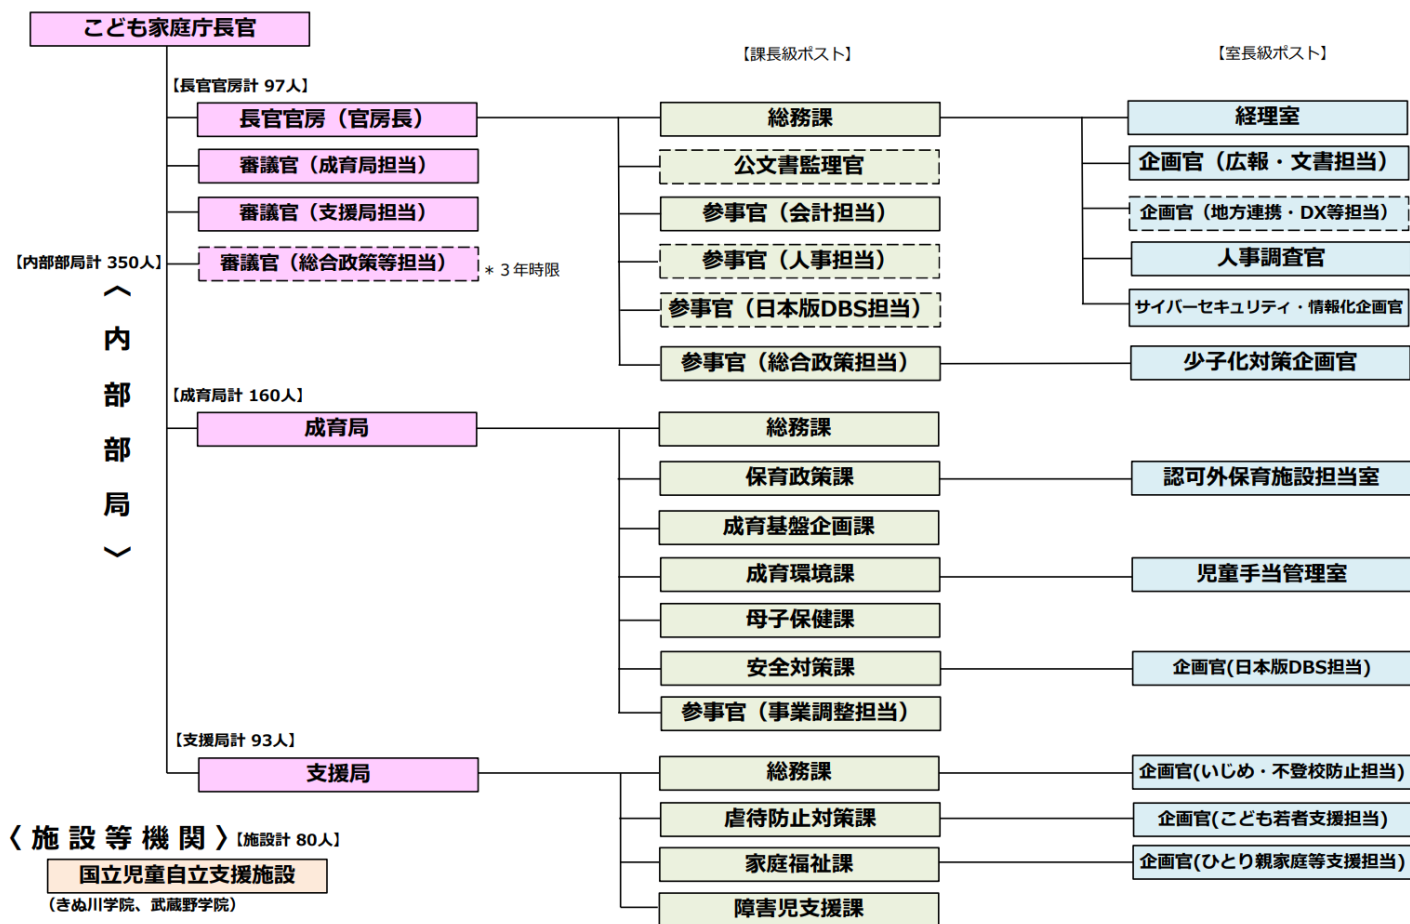 こども家庭庁長官
【課長級ポスト】
【室長級ポスト】
【長官官房計 97人】
長官官房（官房長）
総務課
経理室
審議官（成育局担当）
公文書監理官
企画官（広報・文書担当）
審議官（支援局担当）
参事官（会計担当）
企画官（地方連携・DX等担当）
【内部部局計 350人】
審議官（総合政策等担当）
＊３年時限
参事官（人事担当）
人事調査官
参事官（日本版DBS担当）
サイバーセキュリティ・情報化企画官
参事官（総合政策担当）
少子化対策企画官
〈内部部局〉
【成育局計 160人】
成育局
総務課
保育政策課
認可外保育施設担当室
成育基盤企画課
成育環境課
児童手当管理室
母子保健課
安全対策課
企画官(日本版DBS担当)
参事官（事業調整担当）
【支援局計 93人】
支援局
総務課
企画官(いじめ・不登校防止担当)
虐待防止対策課
企画官(こども若者支援担当)
家庭福祉課
企画官(ひとり親家庭等支援担当)
障害児支援課
〈施設等機関〉【施設計 80人】
国立児童自立支援施設
（きぬ川学院、武蔵野学院）